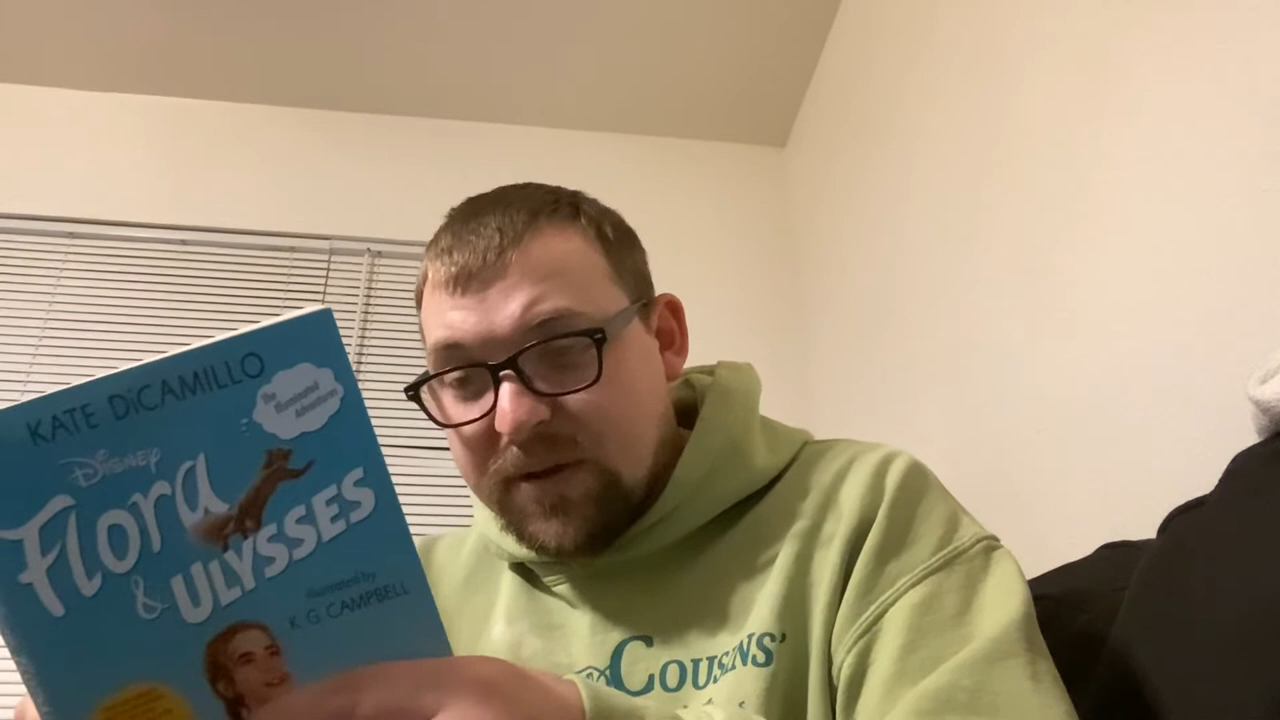 KATE DiCAMILLO
The
Illuminated
Adventures
DISNEY
Flora
& ULYSSES
illustrated by
K. G. CAMPBELL
COUSINS'